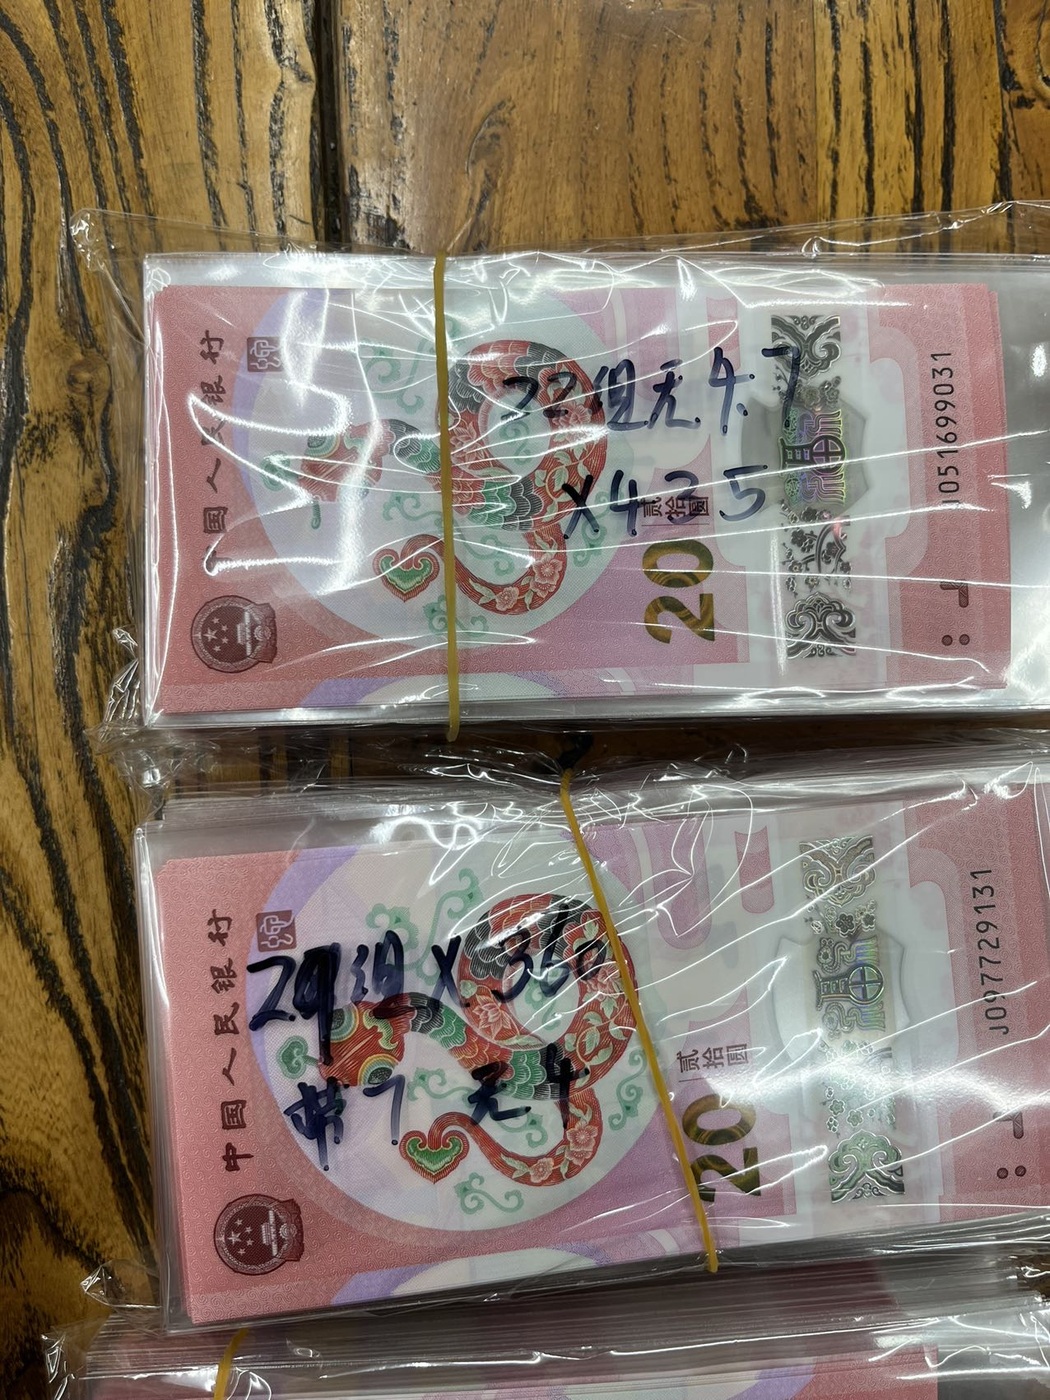 中国人民银行
22组无4.7
X435
贰拾圆
20
J051699031
中国人民银行
29组X360
带7 无4
贰拾圆
20
J097729131